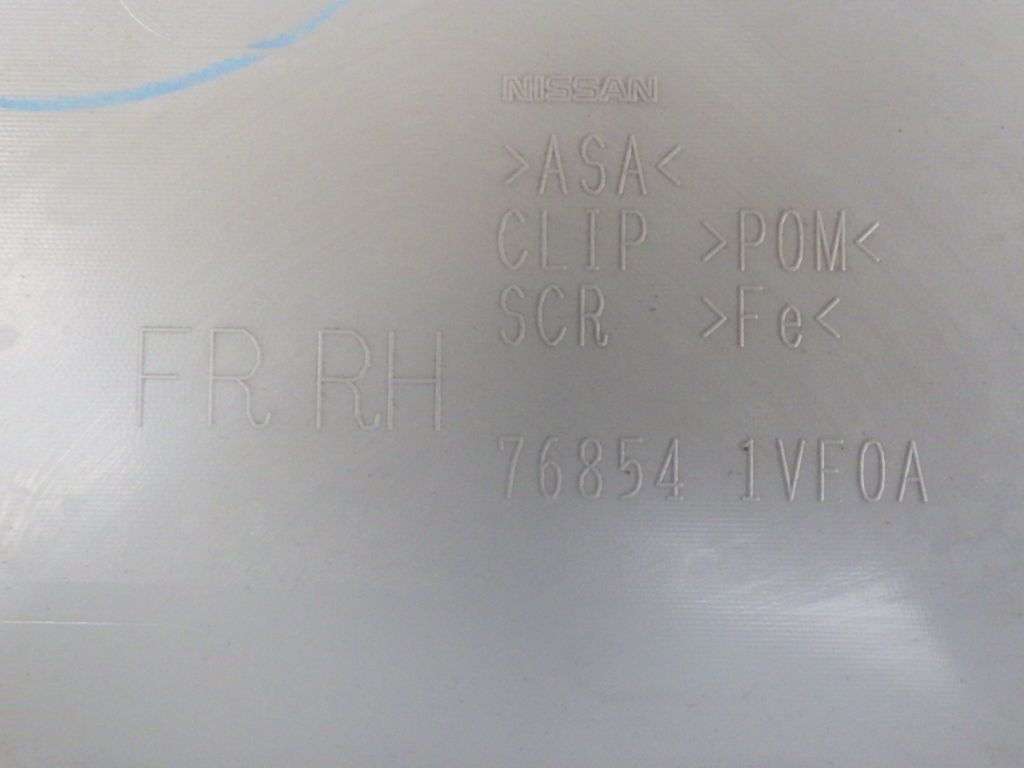 NISSAN
>ASA<
CLIP >POM<
SCR >Fe<
FR RH
76854 1VF0A